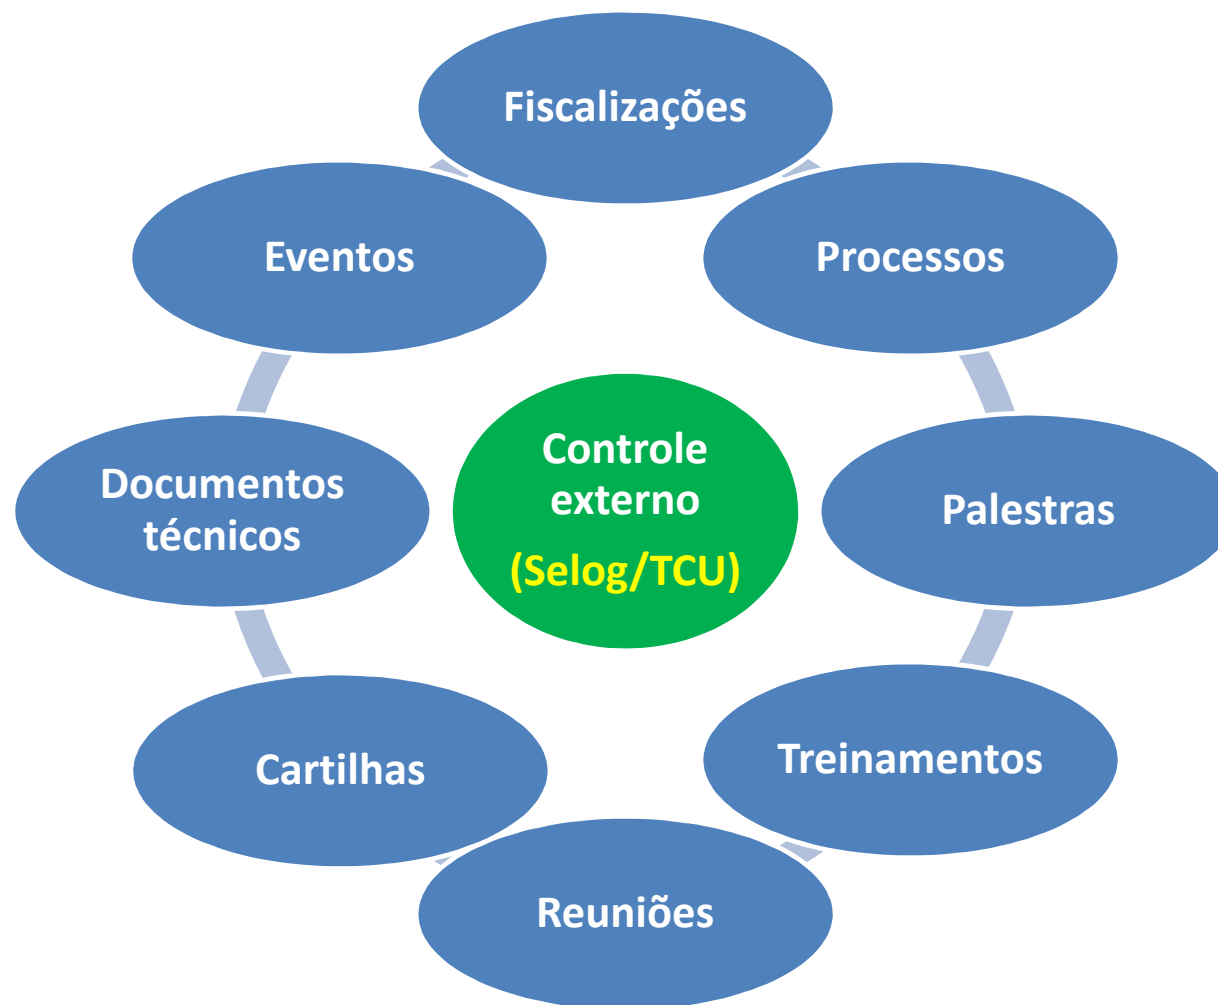 Fiscalizações
Eventos
Processos
Controle
externo
(Selog/TCU)
Documentos
técnicos
Palestras
Cartilhas
Treinamentos
Reuniões